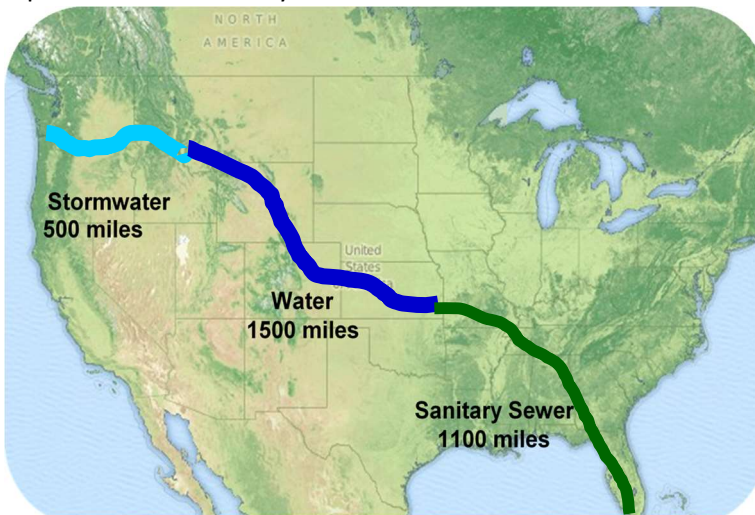 NORTH
AMERICA
Stormwater
500 miles
United
States
Water
1500 miles
Sanitary Sewer
1100 miles